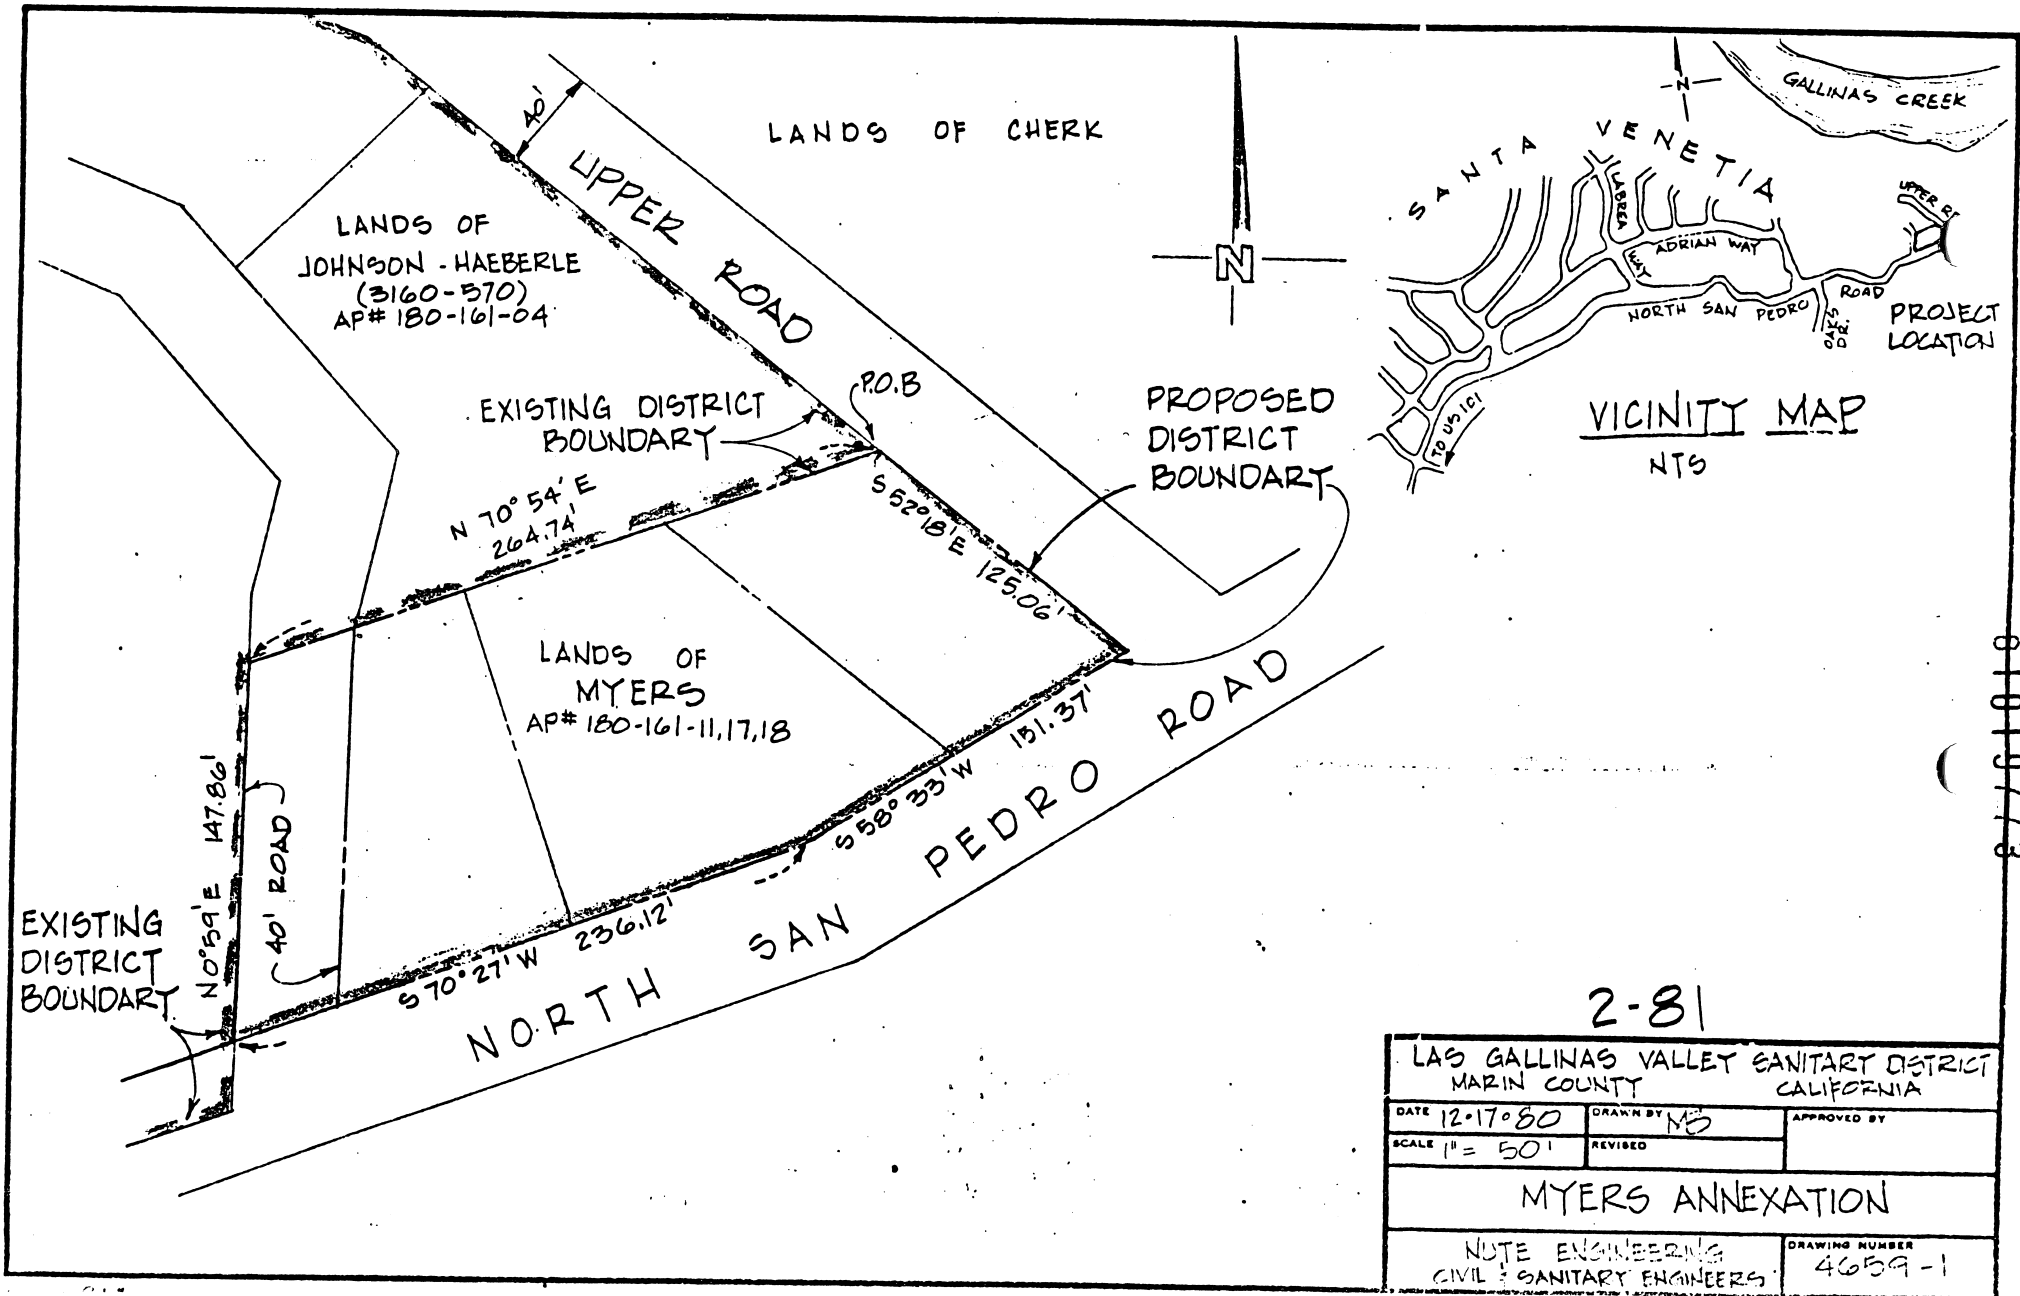 LANDS OF CHERK
40'
UPPER ROAD
LANDS OF
JOHNSON - HAEBERLE
(3160-570)
AP# 180-161-04
N
N
GALLINAS CREEK
SANTA VENETIA
LABREA
WAY
ADRIAN WAY
UPPER RD
NORTH SAN PEDRO ROAD
OAKS
DR.
PROJECT
LOCATION
TO US 101
VICINITY MAP
NTS
EXISTING DISTRICT
BOUNDARY
P.O.B
PROPOSED
DISTRICT
BOUNDARY
N 70° 54' E
264.74'
S 52°18' E
125.06'
LANDS OF
MYERS
AP# 180-161-11,17,18
N 0°59' E 147.86'
40' ROAD
EXISTING
DISTRICT
BOUNDARY
S 70° 27' W 236.12'
S 58° 33' W 151.37'
NORTH SAN PEDRO ROAD
2-81
LAS GALLINAS VALLEY SANITARY DISTRICT
MARIN COUNTY CALIFORNIA
DATE 12·17·80
DRAWN BY MS
APPROVED BY
SCALE 1" = 50'
REVISED
MYERS ANNEXATION
NUTE ENGINEERING
CIVIL & SANITARY ENGINEERS
DRAWING NUMBER
4659-1